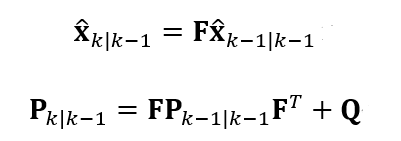 x̂ₖ|ₖ₋₁ = Fx̂ₖ₋₁|ₖ₋₁
Pₖ|ₖ₋₁ = FPₖ₋₁|ₖ₋₁Fᵀ + Q